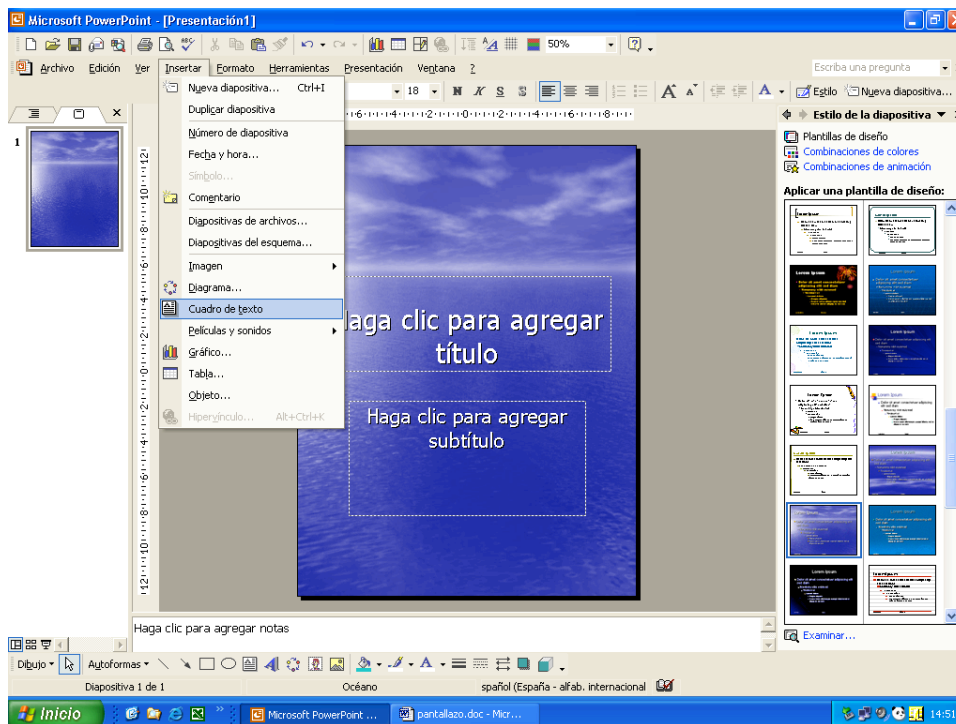 Microsoft PowerPoint - [Presentación1]
50%
Archivo Edición Ver Insertar Formato Herramientas Presentación Ventana ?
Escriba una pregunta
Nueva diapositiva... Ctrl+I
Duplicar diapositiva
Número de diapositiva
Fecha y hora...
Símbolo...
Comentario
Diapositivas de archivos...
Diapositivas del esquema...
Imagen
Diagrama...
Cuadro de texto
Películas y sonidos
Gráfico...
Tabla...
Objeto...
Hipervínculo... Alt+Ctrl+K
18 N K S S A A A Estilo Nueva diapositiva...
1
aga clic para agregar
título
Haga clic para agregar
subtítulo
Estilo de la diapositiva
Plantillas de diseño
Combinaciones de colores
Combinaciones de animación
Aplicar una plantilla de diseño:
Examinar...
Haga clic para agregar notas
Dibujo Autoformas
Diapositiva 1 de 1 Océano spañol (España - alfab. internacional
Inicio Microsoft PowerPoint ... pantallazo.doc - Micr... 14:51